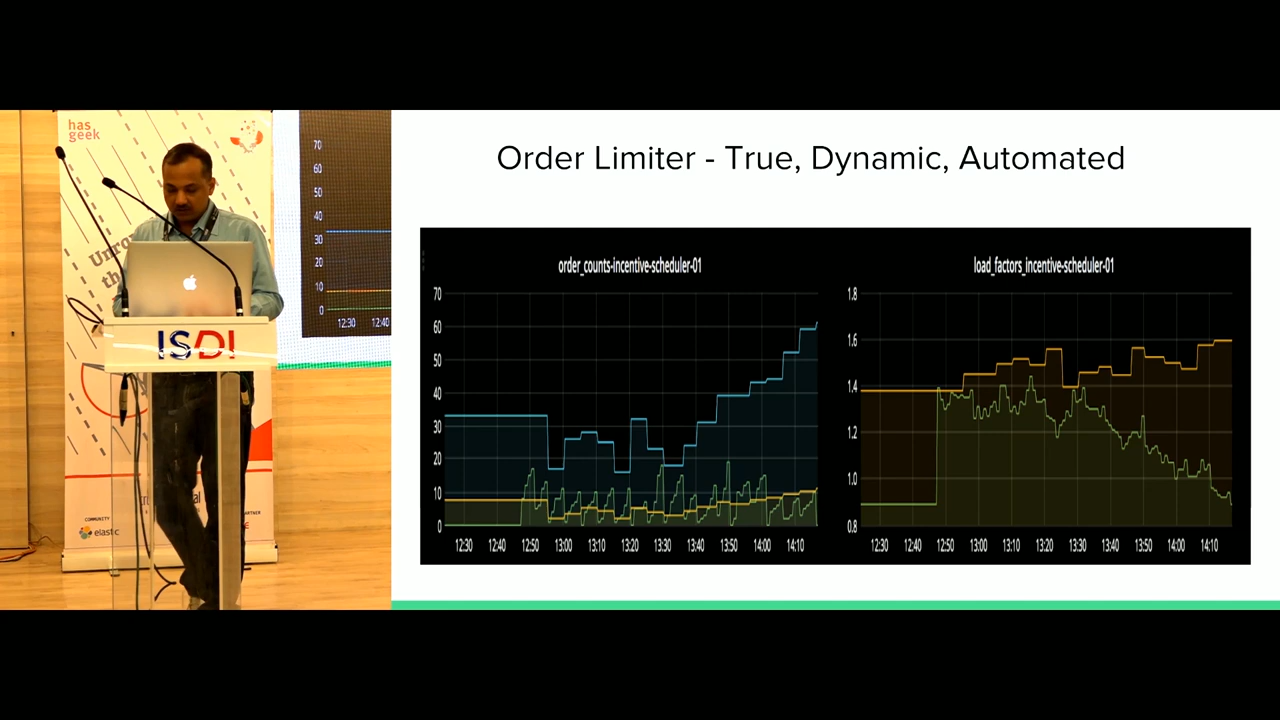 has
geek
Unro
th
70
60
50
40
30
20
10
0
12:30 12:40
ISDI
COMMUNITY
elastic
Order Limiter - True, Dynamic, Automated
order_counts-incentive-scheduler-01
70
60
50
40
30
20
10
0
12:30 12:40 12:50 13:00 13:10 13:20 13:30 13:40 13:50 14:00 14:10
load_factors_incentive-scheduler-01
1.8
1.6
1.4
1.2
1.0
0.8
12:30 12:40 12:50 13:00 13:10 13:20 13:30 13:40 13:50 14:00 14:10